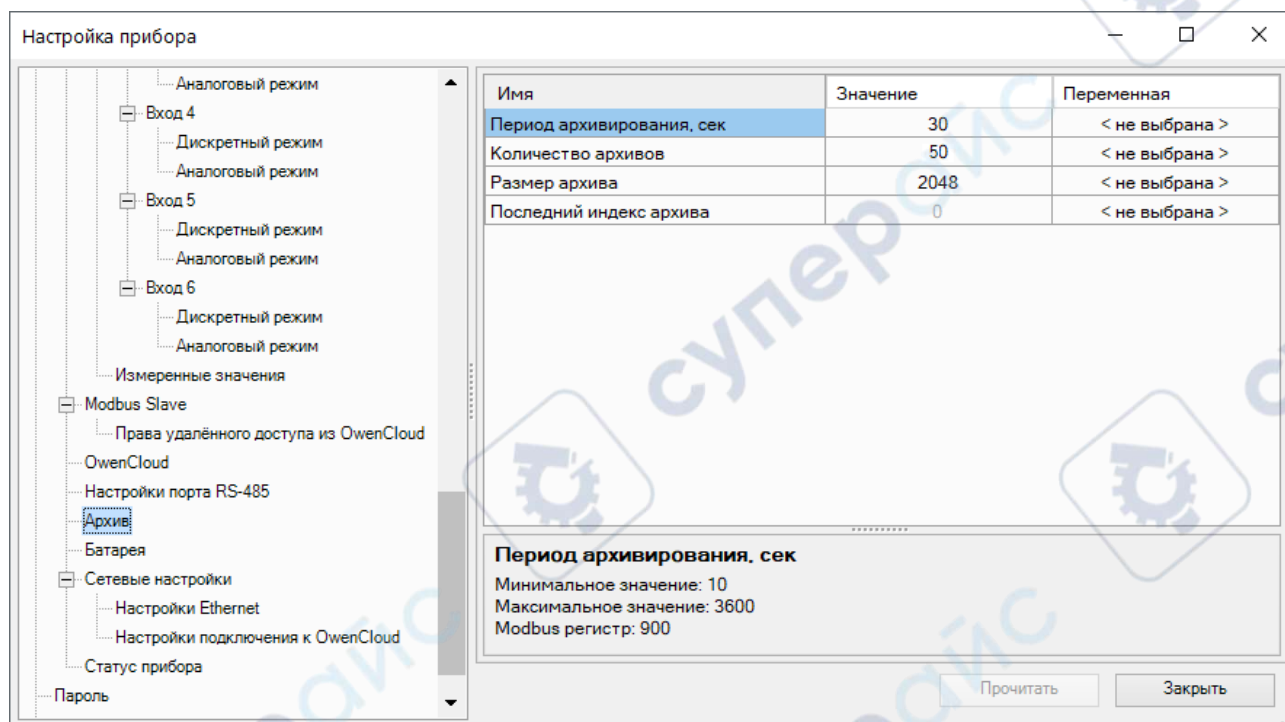 Настройка прибора
Аналоговый режим
Вход 4
Дискретный режим
Аналоговый режим
Вход 5
Дискретный режим
Аналоговый режим
Вход 6
Дискретный режим
Аналоговый режим
Измеренные значения
Modbus Slave
Права удалённого доступа из OwenCloud
OwenCloud
Настройки порта RS-485
Архив
Батарея
Сетевые настройки
Настройки Ethernet
Настройки подключения к OwenCloud
Статус прибора
Пароль
Имя Значение Переменная
Период архивирования, сек 30 < не выбрана >
Количество архивов 50 < не выбрана >
Размер архива 2048 < не выбрана >
Последний индекс архива 0 < не выбрана >
Период архивирования, сек
Минимальное значение: 10
Максимальное значение: 3600
Modbus регистр: 900
Прочитать Закрыть
суперайс